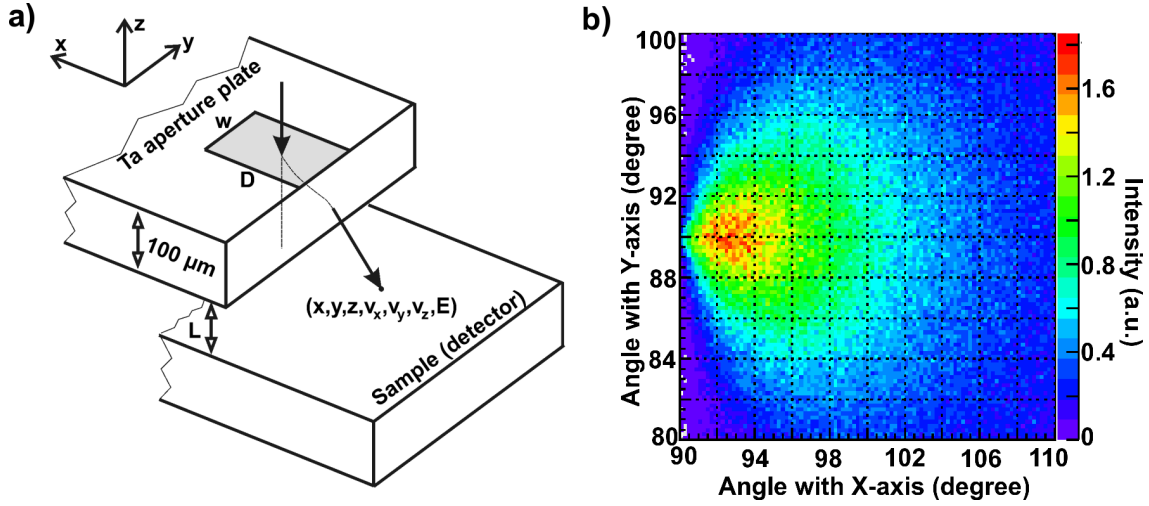 a)
z
x
y
Ta aperture plate
w
D
100 µm
L
(x,y,z,vx,vy,vz,E)
Sample (detector)
b)
Angle with Y-axis (degree)
100
96
92
88
84
80
90
94
98
102
106
110
Angle with X-axis (degree)
1.6
1.2
0.8
0.4
0
Intensity (a.u.)